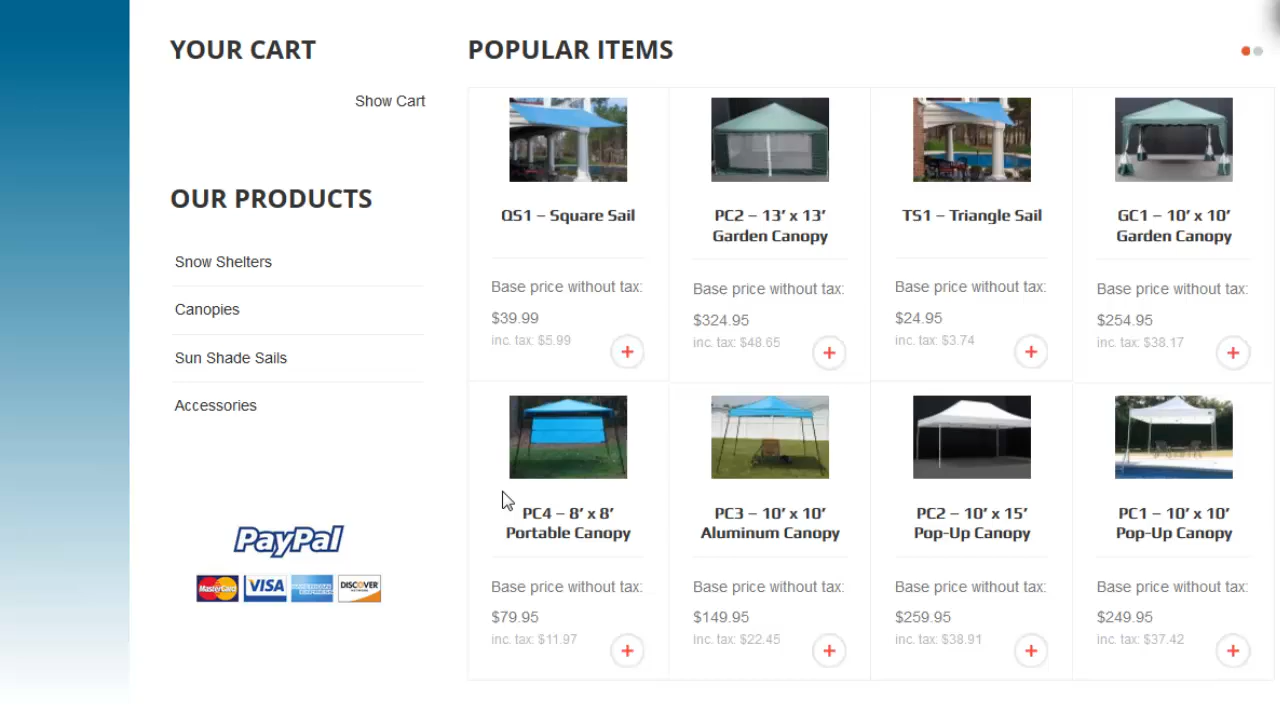 YOUR CART
Show Cart
OUR PRODUCTS
Snow Shelters
Canopies
Sun Shade Sails
Accessories
PayPal
MasterCard
VISA
AMERICAN EXPRESS
DISCOVER
POPULAR ITEMS
QS1 – Square Sail
Base price without tax:
$39.99
inc. tax: $5.99
PC2 – 13’ x 13’
Garden Canopy
Base price without tax:
$324.95
inc. tax: $48.65
TS1 – Triangle Sail
Base price without tax:
$24.95
inc. tax: $3.74
GC1 – 10’ x 10’
Garden Canopy
Base price without tax:
$254.95
inc. tax: $38.17
PC4 – 8’ x 8’
Portable Canopy
Base price without tax:
$79.95
inc. tax: $11.97
PC3 – 10’ x 10’
Aluminum Canopy
Base price without tax:
$149.95
inc. tax: $22.45
PC2 – 10’ x 15’
Pop-Up Canopy
Base price without tax:
$259.95
inc. tax: $38.91
PC1 – 10’ x 10’
Pop-Up Canopy
Base price without tax:
$249.95
inc. tax: $37.42